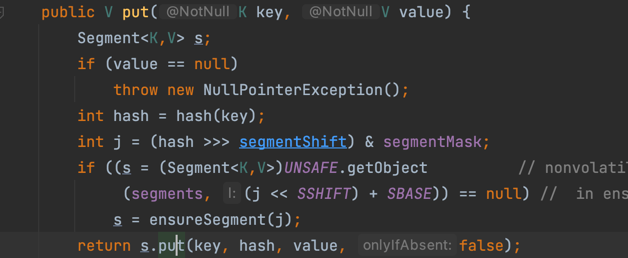 public V put( @NotNull K key, @NotNull V value) {
Segment<K,V> s;
if (value == null)
throw new NullPointerException();
int hash = hash(key);
int j = (hash >>> segmentShift) & segmentMask;
if ((s = (Segment<K,V>)UNSAFE.getObject // nonvolatil
(segments, l: (j << SSHIFT) + SBASE)) == null) // in ens
s = ensureSegment(j);
return s.put(key, hash, value, onlyIfAbsent: false);